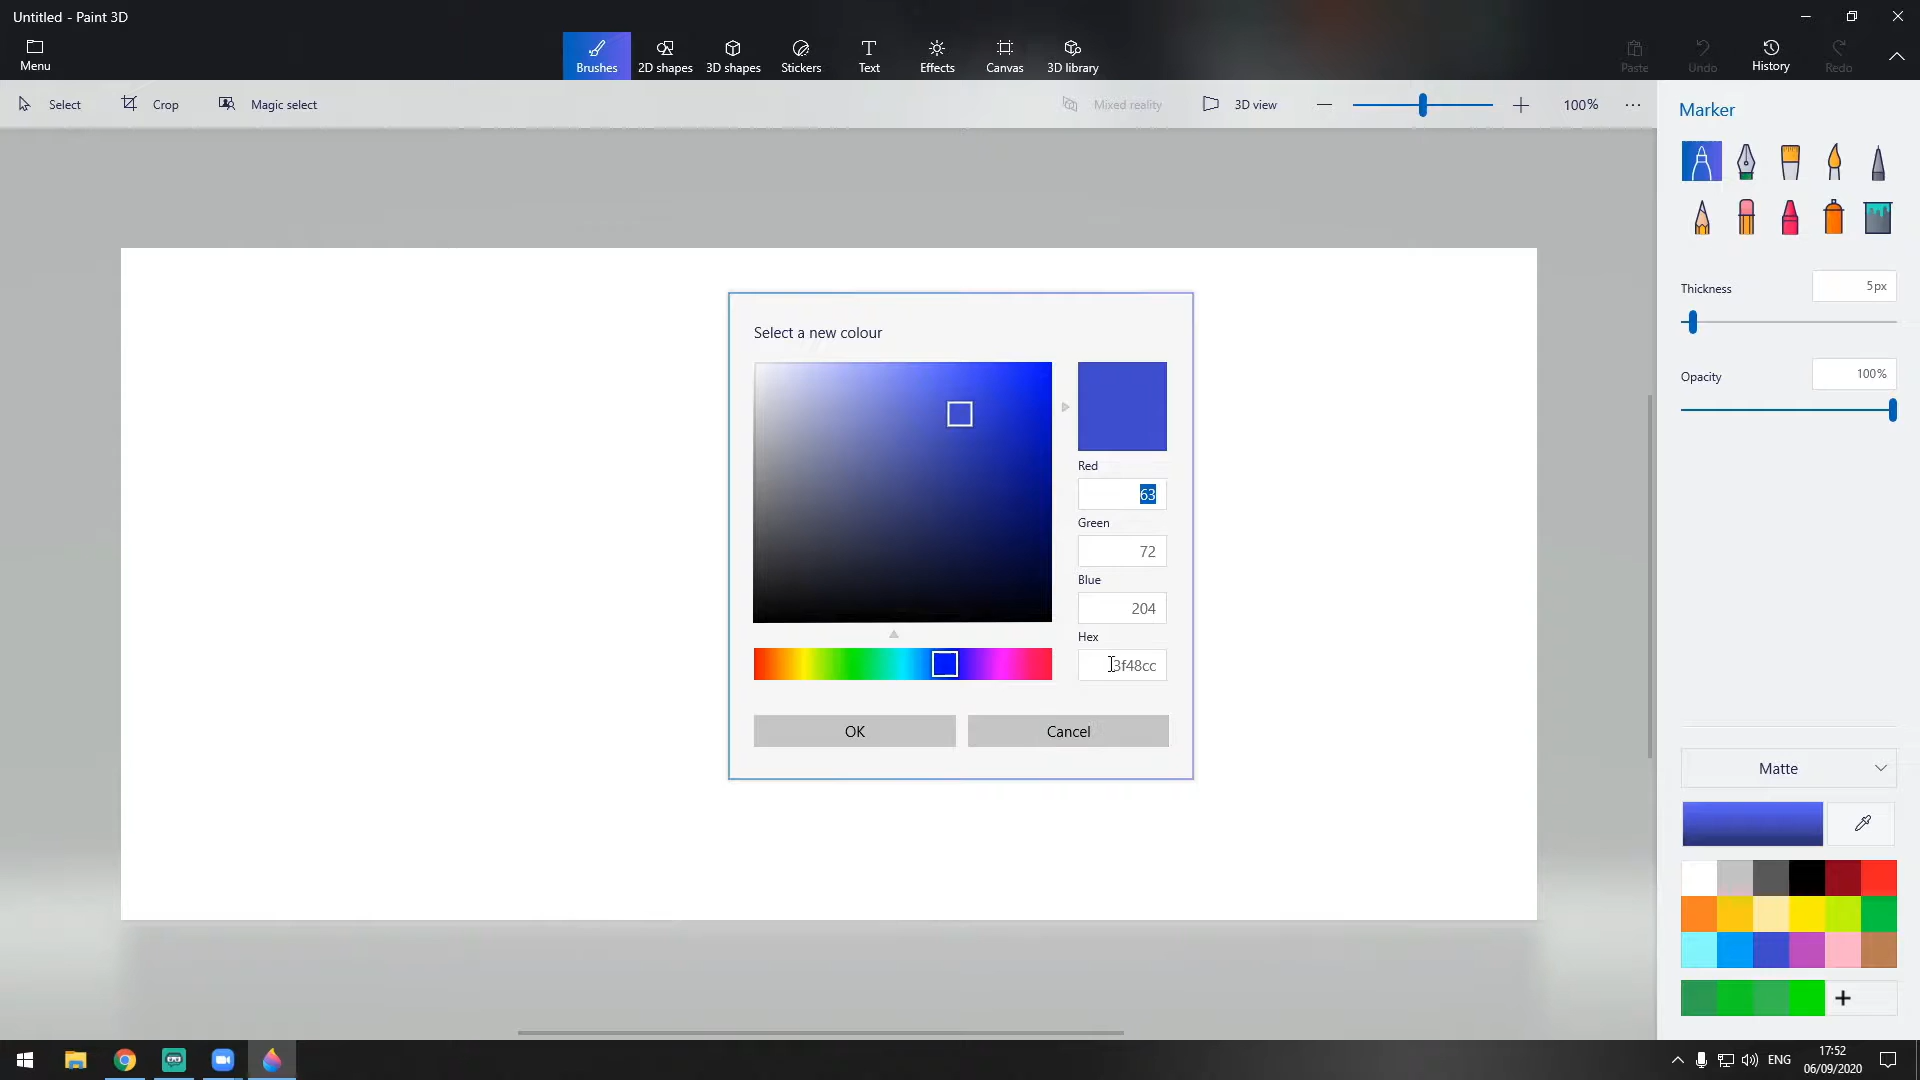 Untitled - Paint 3D
Menu
Brushes
2D shapes
3D shapes
Stickers
Text
Effects
Canvas
3D library
Paste
Undo
History
Redo
Select
Crop
Magic select
Mixed reality
3D view
100%
Marker
Thickness
5px
Opacity
100%
Select a new colour
Red
63
Green
72
Blue
204
Hex
3f48cc
OK
Cancel
Matte
ENG
17:52
06/09/2020